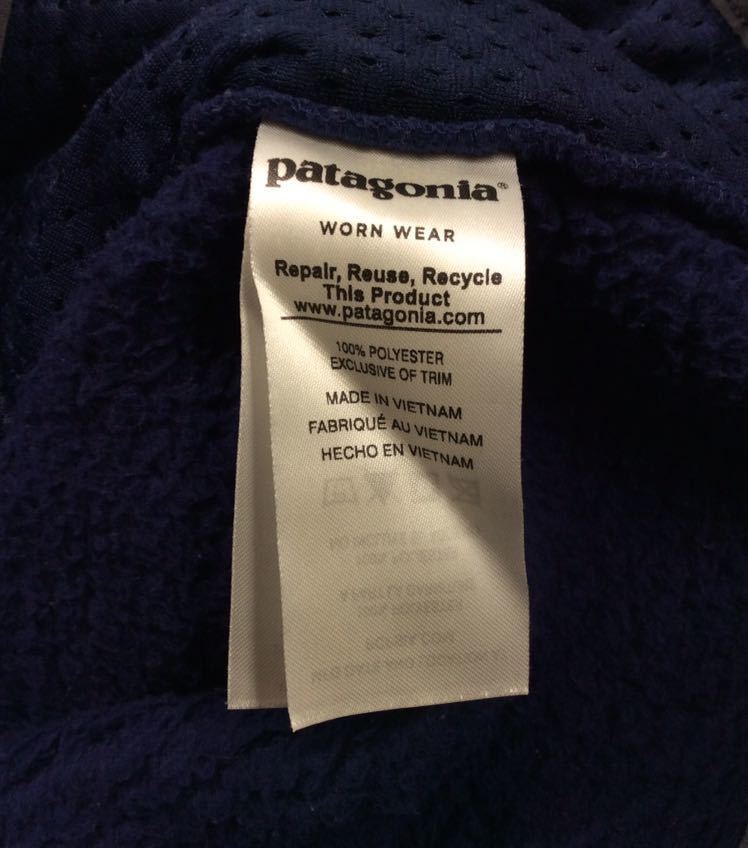 patagonia®
WORN WEAR
Repair, Reuse, Recycle
This Product
www.patagonia.com
100% POLYESTER
EXCLUSIVE OF TRIM
MADE IN VIETNAM
FABRIQUÉ AU VIETNAM
HECHO EN VIETNAM